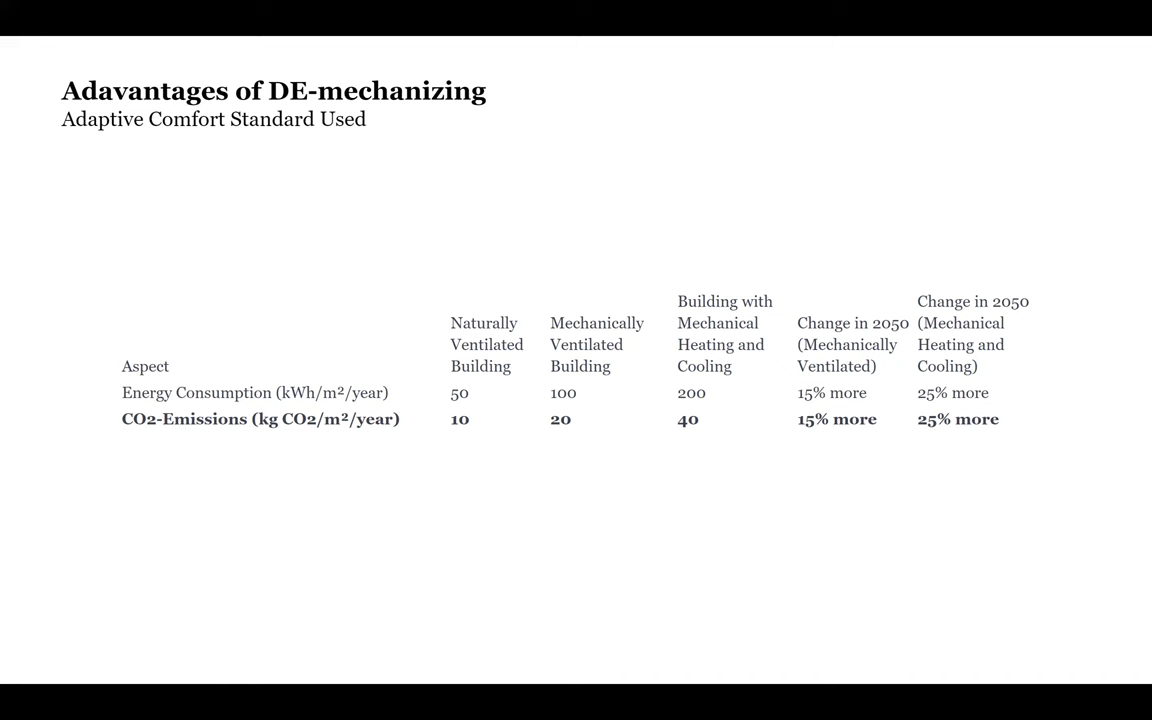 Adavantages of DE-mechanizing
Adaptive Comfort Standard Used
Aspect
Naturally
Ventilated
Building
Mechanically
Ventilated
Building
Building with
Mechanical
Heating and
Cooling
Change in 2050
(Mechanically
Ventilated)
Change in 2050
(Mechanical
Heating and
Cooling)
Energy Consumption (kWh/m²/year) 50 100 200 15% more 25% more
CO2-Emissions (kg CO2/m²/year) 10 20 40 15% more 25% more